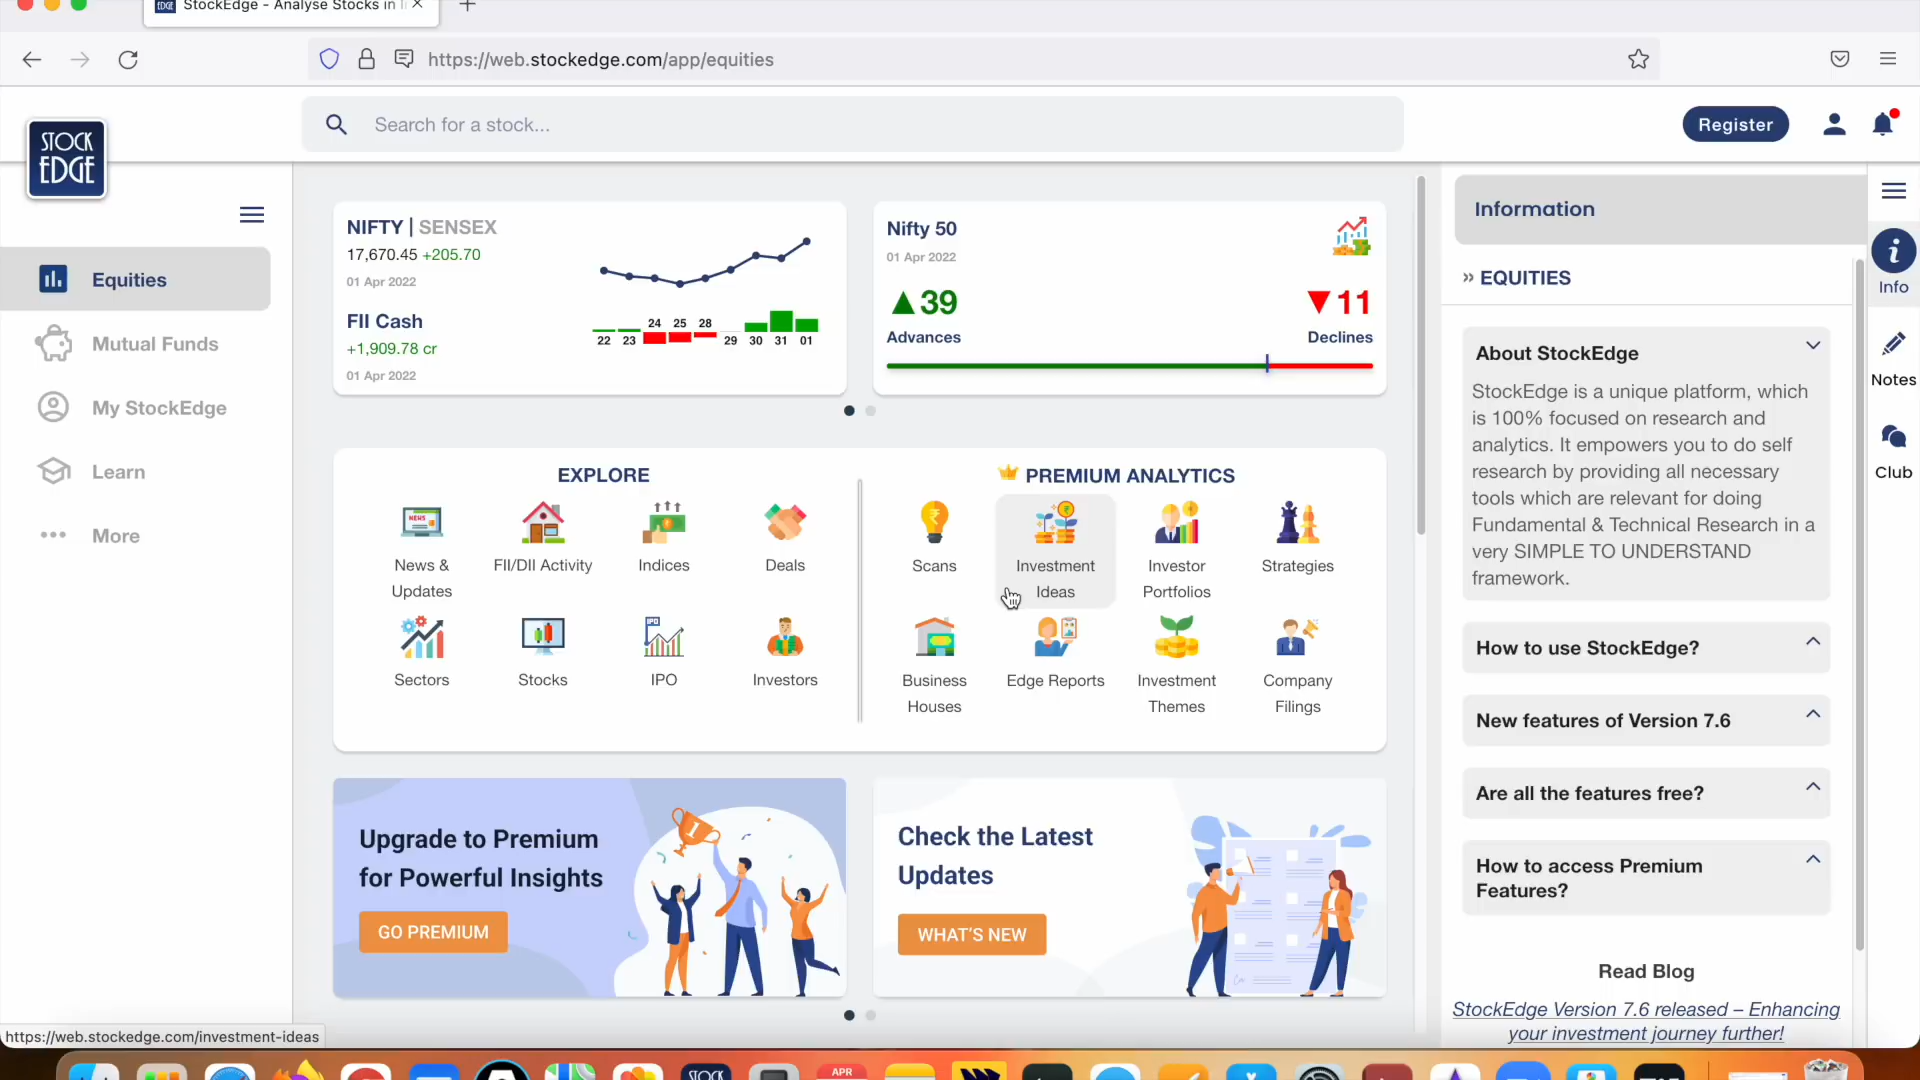 StockEdge - Analyse Stocks in
https://web.stockedge.com/app/equities
STOCK
EDGE
Search for a stock...
Register
Equities
Mutual Funds
My StockEdge
Learn
More
NIFTY | SENSEX
17,670.45 +205.70
01 Apr 2022
FII Cash
+1,909.78 cr
01 Apr 2022
24 25 28
22 23 29 30 31 01
Nifty 50
01 Apr 2022
39
Advances
11
Declines
EXPLORE
News &
Updates
FII/DII Activity
Indices
Deals
Sectors
Stocks
IPO
Investors
PREMIUM ANALYTICS
Scans
Investment
Ideas
Investor
Portfolios
Strategies
Business
Houses
Edge Reports
Investment
Themes
Company
Filings
Upgrade to Premium
for Powerful Insights
GO PREMIUM
Check the Latest
Updates
WHAT'S NEW
Information
» EQUITIES
About StockEdge
StockEdge is a unique platform, which
is 100% focused on research and
analytics. It empowers you to do self
research by providing all necessary
tools which are relevant for doing
Fundamental & Technical Research in a
very SIMPLE TO UNDERSTAND
framework.
How to use StockEdge?
New features of Version 7.6
Are all the features free?
How to access Premium
Features?
Read Blog
StockEdge Version 7.6 released – Enhancing
your investment journey further!
Info
Notes
Club
https://web.stockedge.com/investment-ideas
STOCK
APR